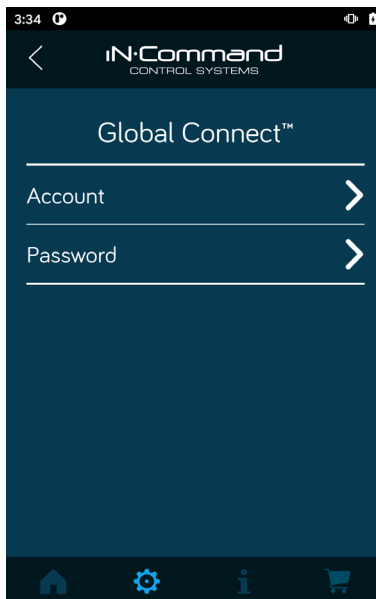 3:34
iN·Command
CONTROL SYSTEMS
Global Connect™
Account
Password